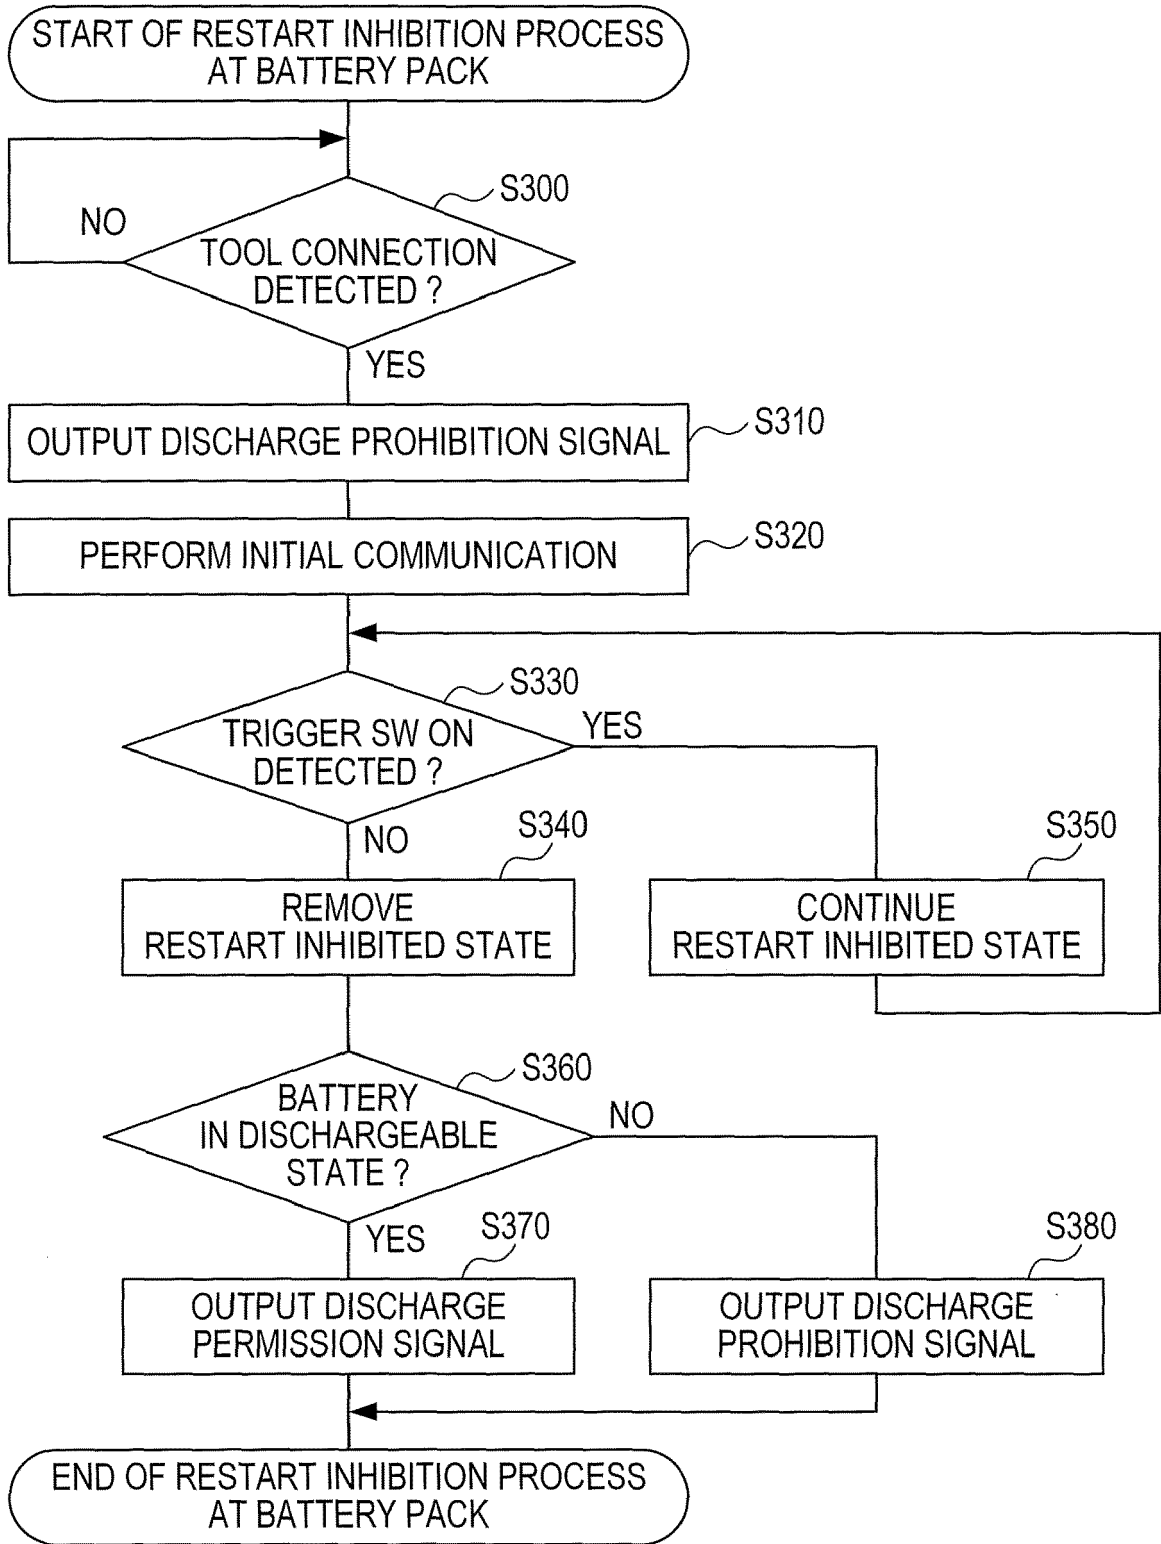 START OF RESTART INHIBITION PROCESS
AT BATTERY PACK
S300
NO
TOOL CONNECTION
DETECTED ?
YES
OUTPUT DISCHARGE PROHIBITION SIGNAL
S310
PERFORM INITIAL COMMUNICATION
S320
S330
TRIGGER SW ON
DETECTED ?
YES
NO
S340
REMOVE
RESTART INHIBITED STATE
S350
CONTINUE
RESTART INHIBITED STATE
S360
BATTERY
IN DISCHARGEABLE
STATE ?
NO
YES
S370
OUTPUT DISCHARGE
PERMISSION SIGNAL
S380
OUTPUT DISCHARGE
PROHIBITION SIGNAL
END OF RESTART INHIBITION PROCESS
AT BATTERY PACK